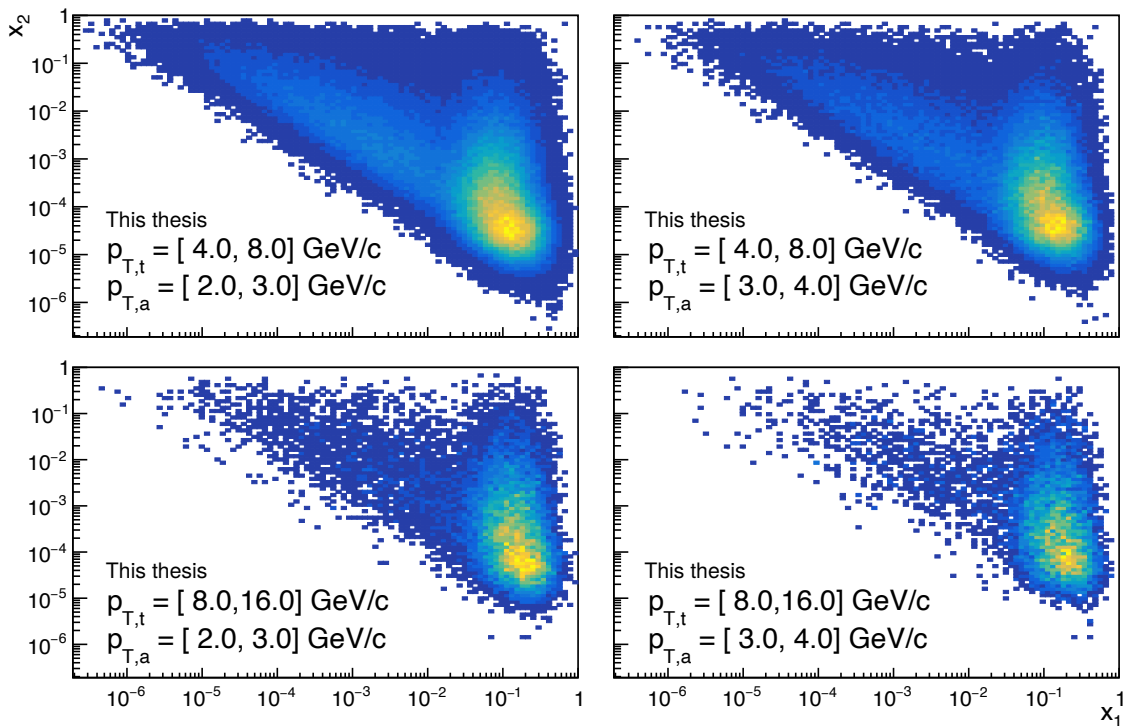 x₂
1
10⁻¹
10⁻²
10⁻³
10⁻⁴
10⁻⁵
10⁻⁶
This thesis
p_T,t = [ 4.0, 8.0] GeV/c
p_T,a = [ 2.0, 3.0] GeV/c
This thesis
p_T,t = [ 4.0, 8.0] GeV/c
p_T,a = [ 3.0, 4.0] GeV/c
1
10⁻¹
10⁻²
10⁻³
10⁻⁴
10⁻⁵
10⁻⁶
This thesis
p_T,t = [ 8.0,16.0] GeV/c
p_T,a = [ 2.0, 3.0] GeV/c
10⁻⁶ 10⁻⁵ 10⁻⁴ 10⁻³ 10⁻² 10⁻¹ 1
This thesis
p_T,t = [ 8.0,16.0] GeV/c
p_T,a = [ 3.0, 4.0] GeV/c
10⁻⁶ 10⁻⁵ 10⁻⁴ 10⁻³ 10⁻² 10⁻¹ 1
x₁